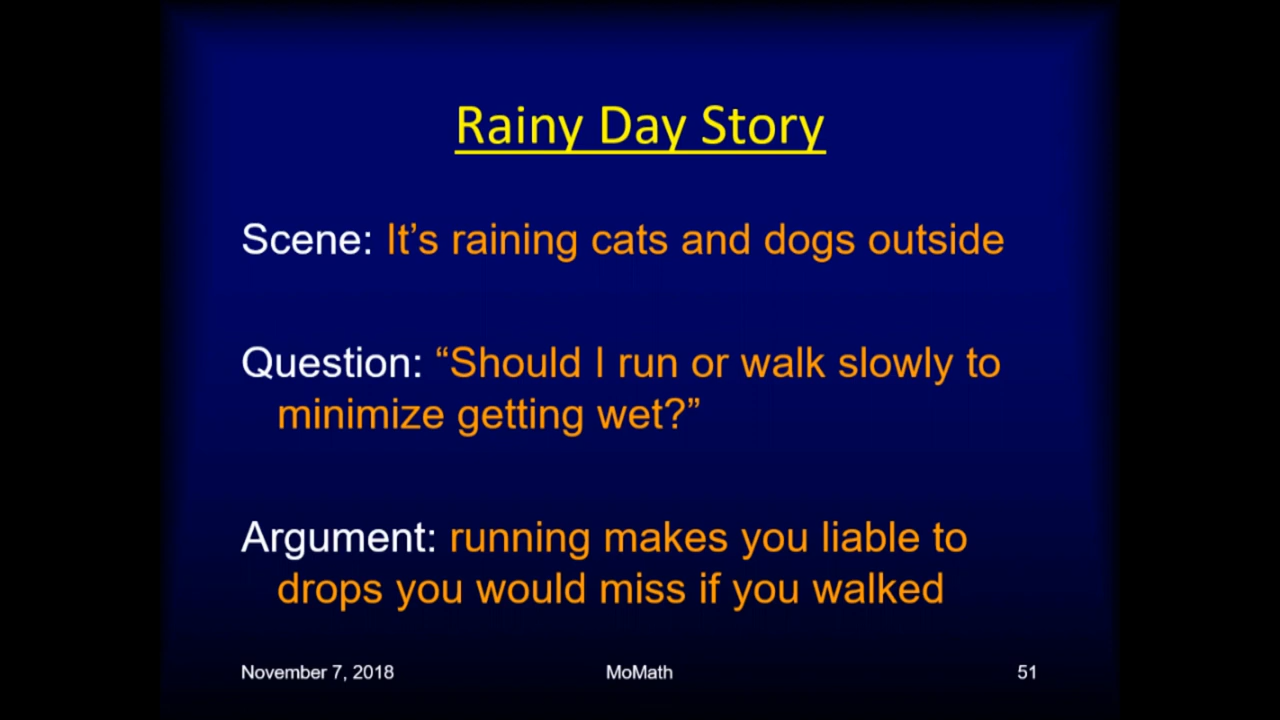 Rainy Day Story
Scene: It’s raining cats and dogs outside
Question: “Should I run or walk slowly to
minimize getting wet?”
Argument: running makes you liable to
drops you would miss if you walked
November 7, 2018 MoMath 51